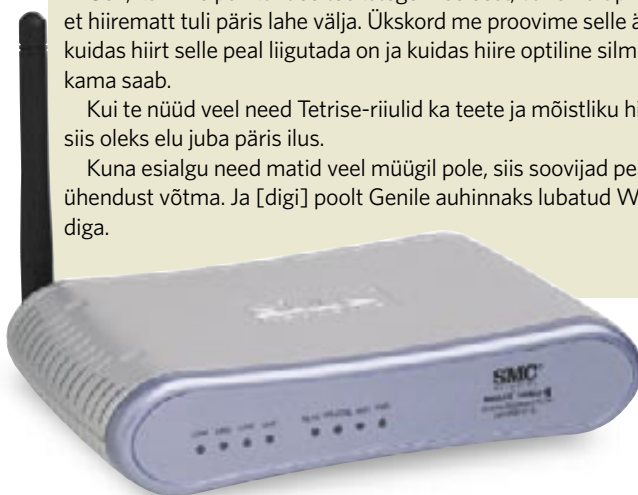 et hiirematt tuli päris lahe välja. Ükskord me proovime selle ä
kuidas hiirt selle peal liigutada on ja kuidas hiire optiline silm
kama saab.
Kui te nüüd veel need Tetrise-riiulid ka teete ja mõistliku hi
siis oleks elu juba päris ilus.
Kuna esialgu need matid veel müügil pole, siis soovijad pe
ühendust võtma. Ja [digi] poolt Genile auhinnaks lubatud W
diga.
SMC